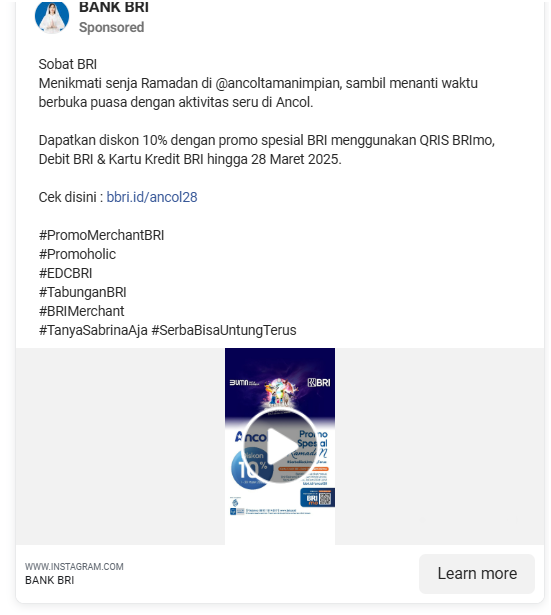 BANK BRI
Sponsored
Sobat BRI
Menikmati senja Ramadan di @ancoltamanimpian, sambil menanti waktu
berbuka puasa dengan aktivitas seru di Ancol.
Dapatkan diskon 10% dengan promo spesial BRI menggunakan QRIS BRImo,
Debit BRI & Kartu Kredit BRI hingga 28 Maret 2025.
Cek disini : bbri.id/ancol28
#PromoMerchantBRI
#Promoholic
#EDCBRI
#TabunganBRI
#BRIMerchant
#TanyaSabrinaAja #SerbaBisaUntungTerus
BUMN
BRI
Anco
Promo
Spesial
Diskan
10%
BRI
WWW.INSTAGRAM.COM
BANK BRI
Learn more